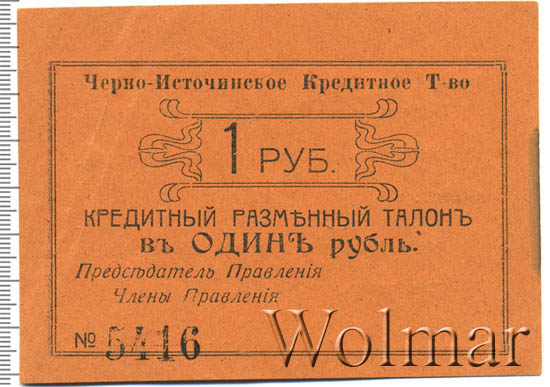 Черно-Источинское Кредитное Т-во
1 РУБ.
КРЕДИТНЫЙ РАЗМѢННЫЙ ТАЛОНЪ
въ ОДИНЪ рубль.
Предсѣдатель Правленія
Члены Правленія
№ 5416
Wolmar